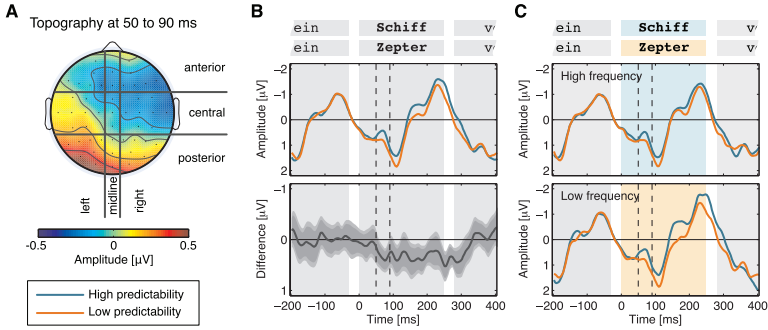 A
Topography at 50 to 90 ms
anterior
central
posterior
left
midline
right
-0.5 0 0.5
Amplitude [µV]
High predictability
Low predictability
B
ein Schiff v
ein Zepter v
Amplitude [µV]
−2
−1
0
1
2
Difference [µV]
−1
0
1
−200 −100 0 100 200 300 400
Time [ms]
C
ein Schiff v
ein Zepter v
High frequency
Amplitude [µV]
−2
−1
0
1
2
Low frequency
Amplitude [µV]
−2
−1
0
1
2
−200 −100 0 100 200 300 400
Time [ms]